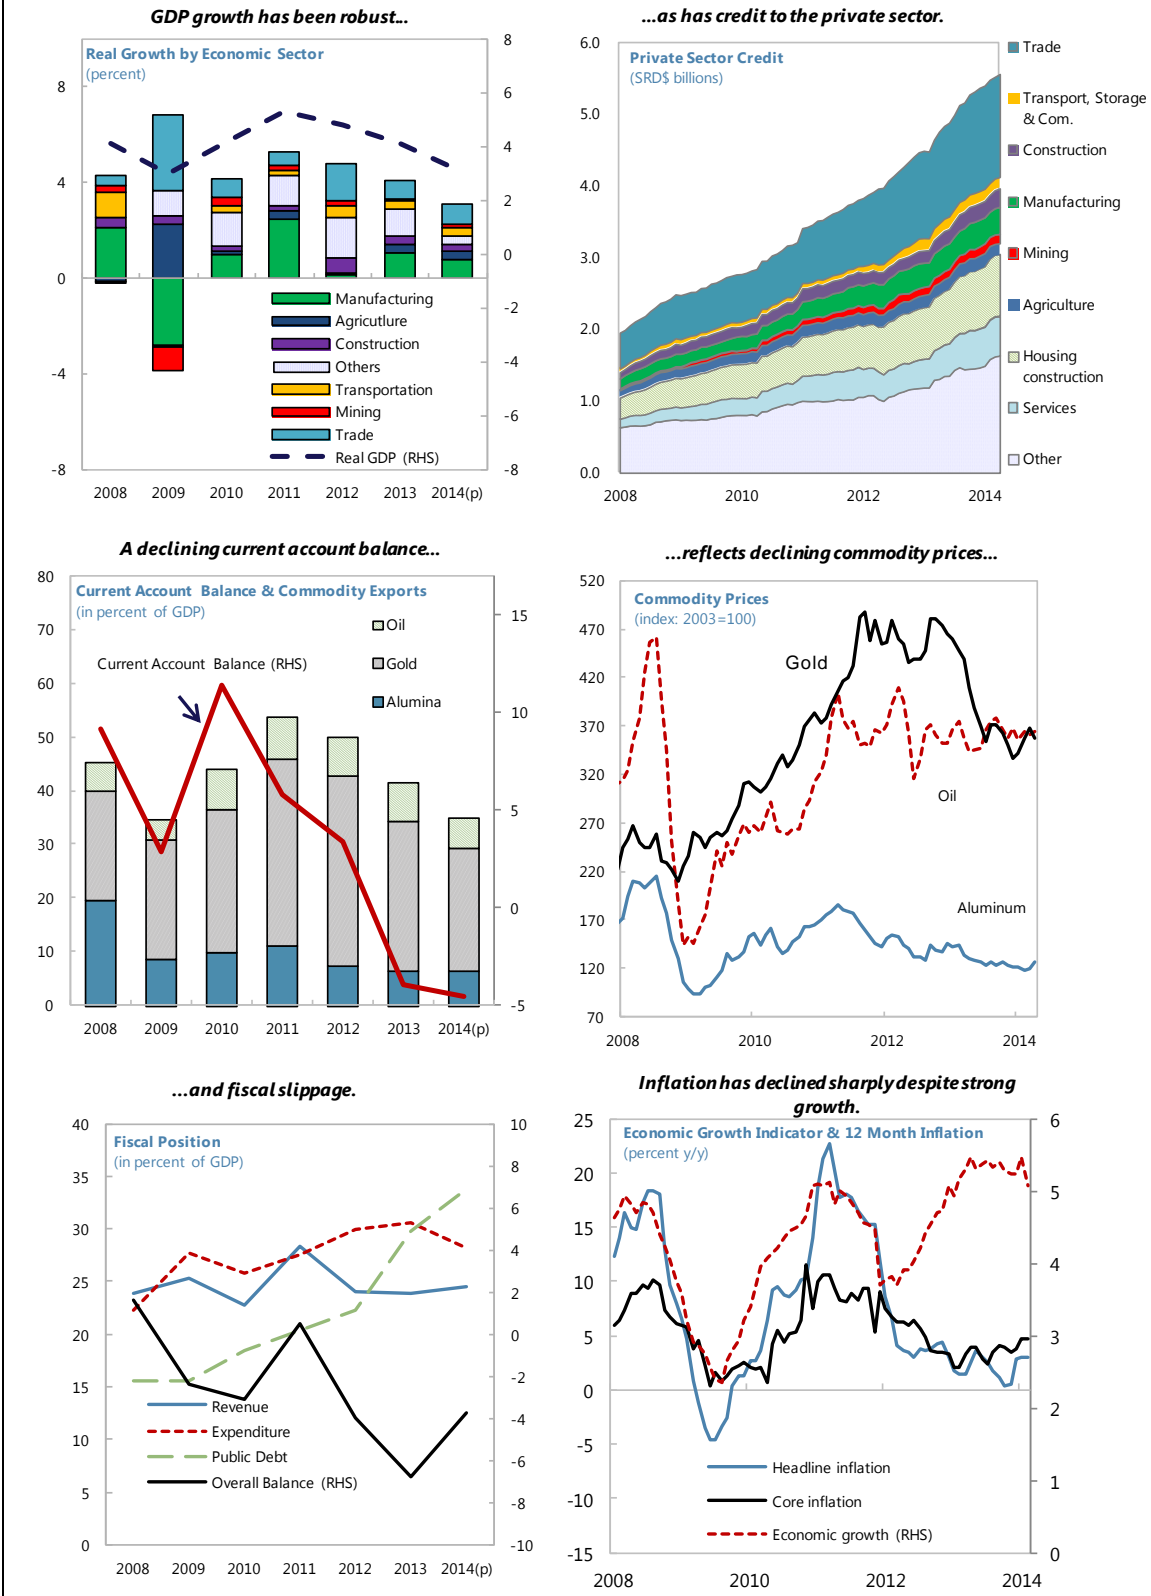 GDP growth has been robust...
Real Growth by Economic Sector
(percent)
8
4
0
-4
-8
8
6
4
2
0
-2
-4
-6
-8
Manufacturing
Agricutlure
Construction
Others
Transportation
Mining
Trade
Real GDP (RHS)
2008 2009 2010 2011 2012 2013 2014(p)
...as has credit to the private sector.
Private Sector Credit
(SRD$ billions)
6.0
5.0
4.0
3.0
2.0
1.0
0.0
Trade
Transport, Storage
& Com.
Construction
Manufacturing
Mining
Agriculture
Housing
construction
Services
Other
2008 2010 2012 2014
A declining current account balance...
Current Account Balance & Commodity Exports
(in percent of GDP)
80
70
60
50
40
30
20
10
0
15
10
5
0
-5
Oil
Gold
Alumina
Current Account Balance (RHS)
2008 2009 2010 2011 2012 2013 2014(p)
...reflects declining commodity prices...
Commodity Prices
(index: 2003=100)
520
470
420
370
320
270
220
170
120
70
Gold
Oil
Aluminum
2008 2010 2012 2014
...and fiscal slippage.
Fiscal Position
(in percent of GDP)
40
35
30
25
20
15
10
5
0
10
8
6
4
2
0
-2
-4
-6
-8
-10
Revenue
Expenditure
Public Debt
Overall Balance (RHS)
2008 2009 2010 2011 2012 2013 2014(p)
Inflation has declined sharply despite strong
growth.
Economic Growth Indicator & 12 Month Inflation
(percent y/y)
25
20
15
10
5
0
-5
-10
-15
6
5
4
3
2
1
0
Headline inflation
Core inflation
Economic growth (RHS)
2008 2010 2012 2014